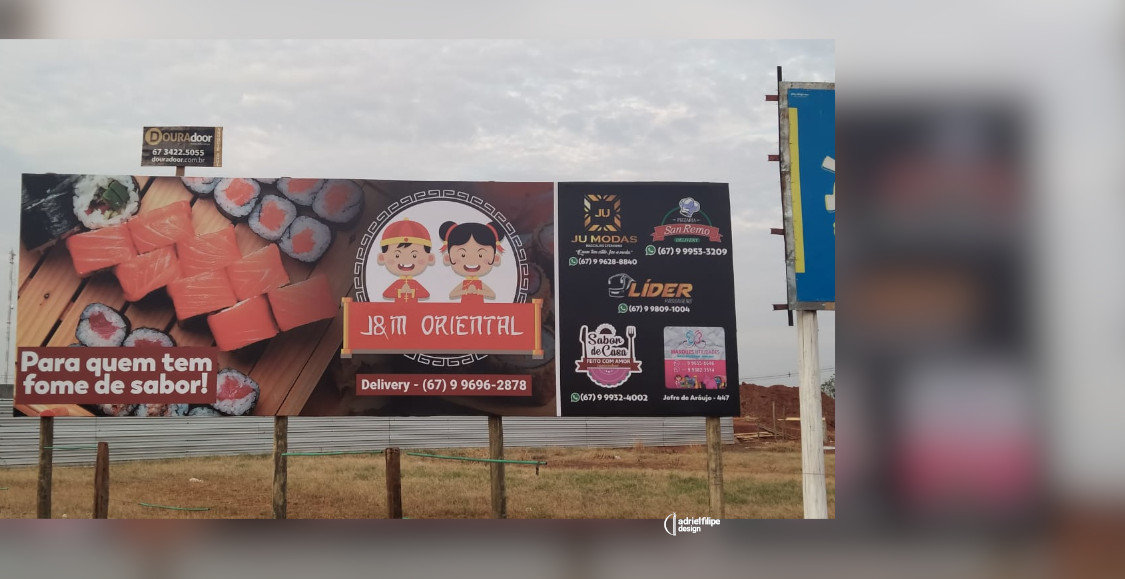 DOURAdoor
67 3422.5055
douradoor.com.br
Para quem tem
fome de sabor!
J&M ORIENTAL
Delivery - (67) 9 9696-2878
JU
JU MODAS
(67) 9 9628-8840
PIZZARIA
San Remo
DELIVERY
(67) 9 9953-3209
LÍDER
(67) 9 9809-1004
Sabor
de Casa
FEITO COM AMOR
(67) 9 9932-4002
Jofre de Araújo - 447
adrielfilipe
design